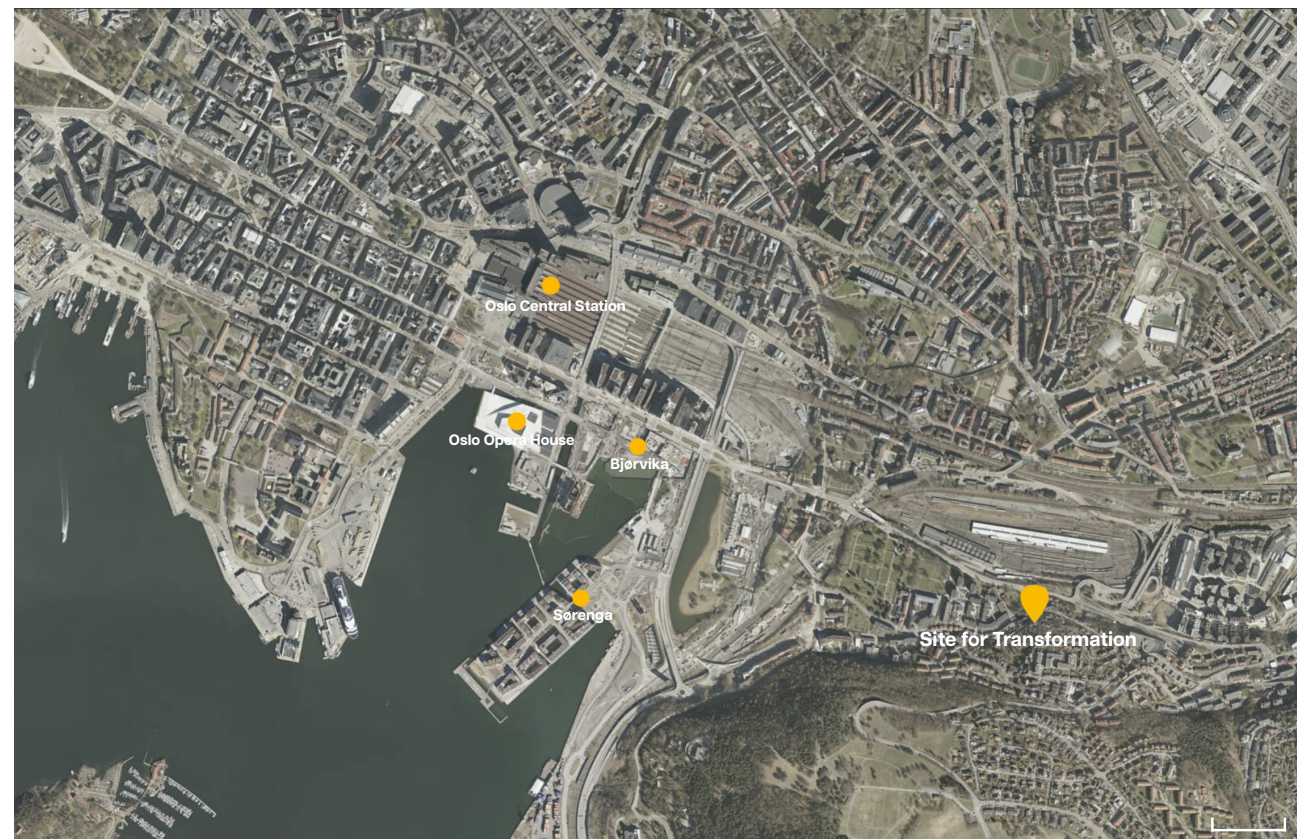 Oslo Central Station
Oslo Opera House
Bjørvika
Sørenga
Site for Transformation